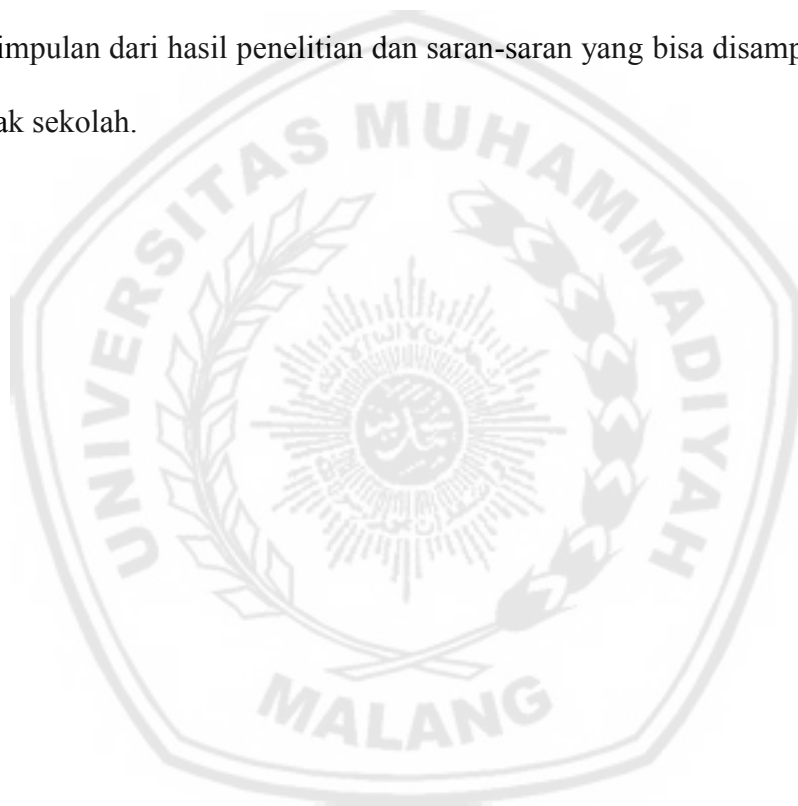 impulan dari hasil penelitian dan saran-saran yang bisa disamp
ak sekolah.
UNIVERSITAS MUHAMMADIYAH
MALANG